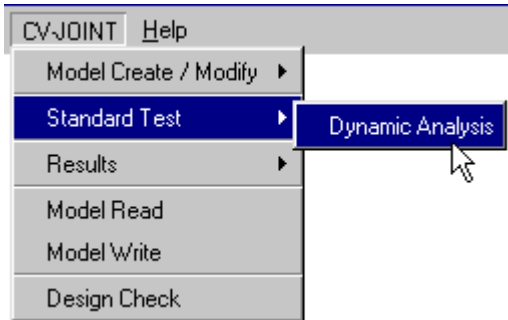 CV-JOINT Help
Model Create / Modify
Standard Test
Dynamic Analysis
Results
Model Read
Model Write
Design Check